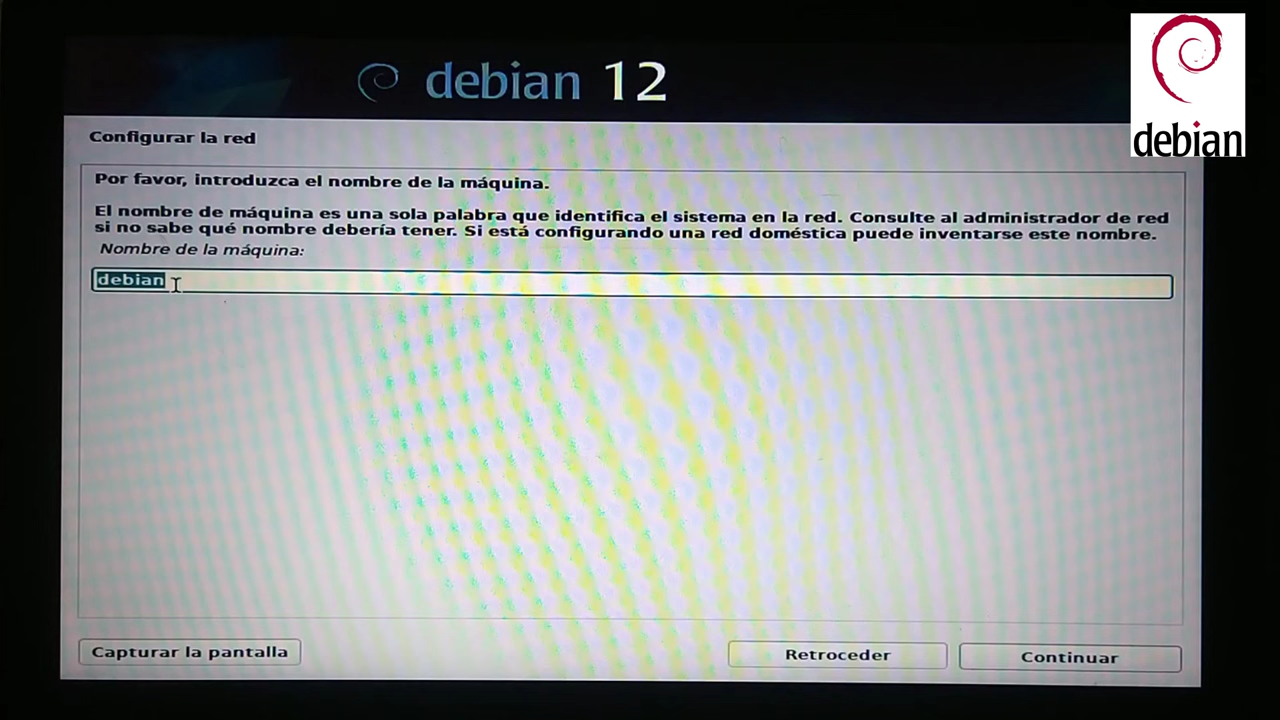 debian 12
debian
Configurar la red
Por favor, introduzca el nombre de la máquina.
El nombre de máquina es una sola palabra que identifica el sistema en la red. Consulte al administrador de red
si no sabe qué nombre debería tener. Si está configurando una red doméstica puede inventarse este nombre.
Nombre de la máquina:
debian
Capturar la pantalla
Retroceder
Continuar